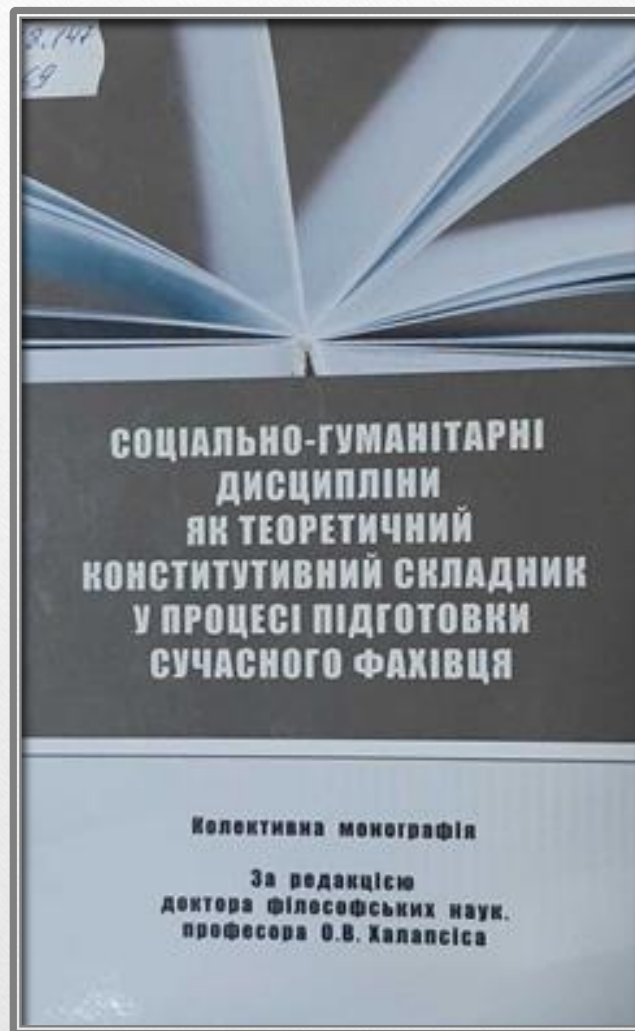 СОЦІАЛЬНО-ГУМАНІТАРНІ
ДИСЦИПЛІНИ
ЯК ТЕОРЕТИЧНИЙ
КОНСТИТУТИВНИЙ СКЛАДНИК
У ПРОЦЕСІ ПІДГОТОВКИ
СУЧАСНОГО ФАХІВЦЯ
Колективна монографія
За редакцією
доктора філософських наук.
професора О.В. Халапсіса